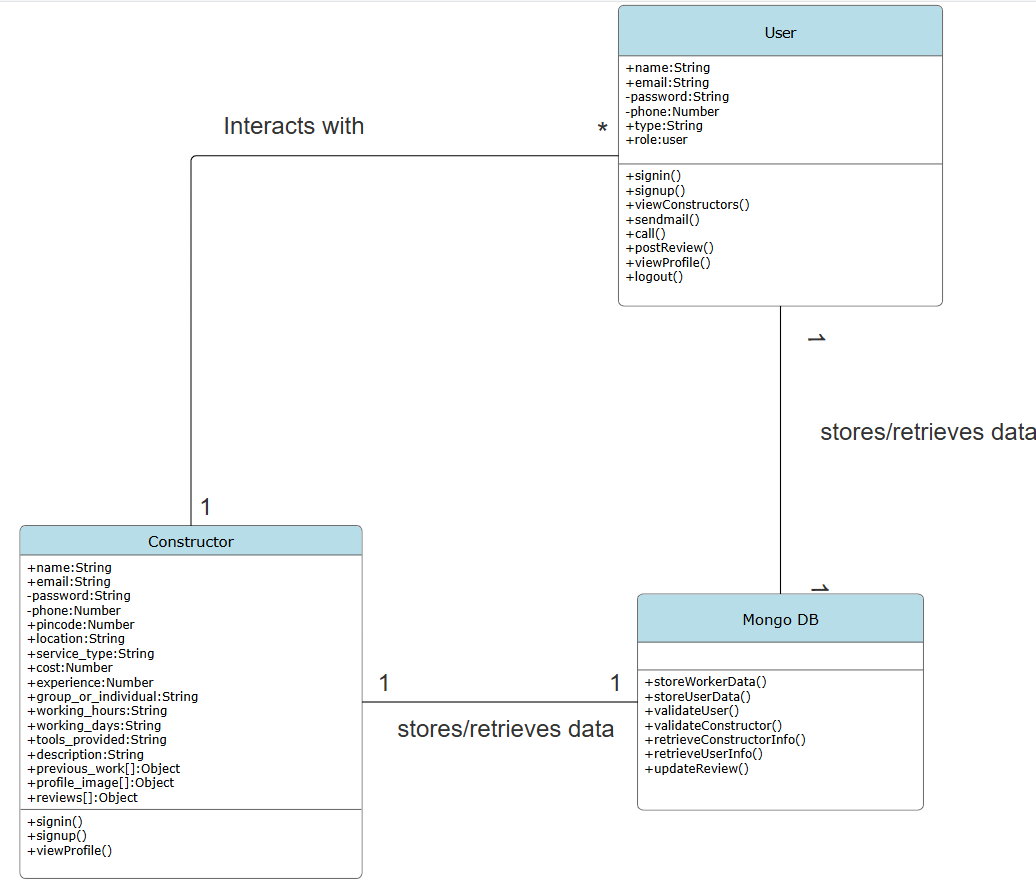 User
+name:String
+email:String
-password:String
-phone:Number
+type:String
+role:user
+signin()
+signup()
+viewConstructors()
+sendmail()
+call()
+postReview()
+viewProfile()
+logout()
Interacts with
*
1
1
stores/retrieves data
1
Constructor
+name:String
+email:String
-password:String
-phone:Number
+pincode:Number
+location:String
+service_type:String
+cost:Number
+experience:Number
+group_or_individual:String
+working_hours:String
+working_days:String
+tools_provided:String
+description:String
+previous_work[]:Object
+profile_image[]:Object
+reviews[]:Object
+signin()
+signup()
+viewProfile()
1
1
stores/retrieves data
Mongo DB
+storeWorkerData()
+storeUserData()
+validateUser()
+validateConstructor()
+retrieveConstructorInfo()
+retrieveUserInfo()
+updateReview()